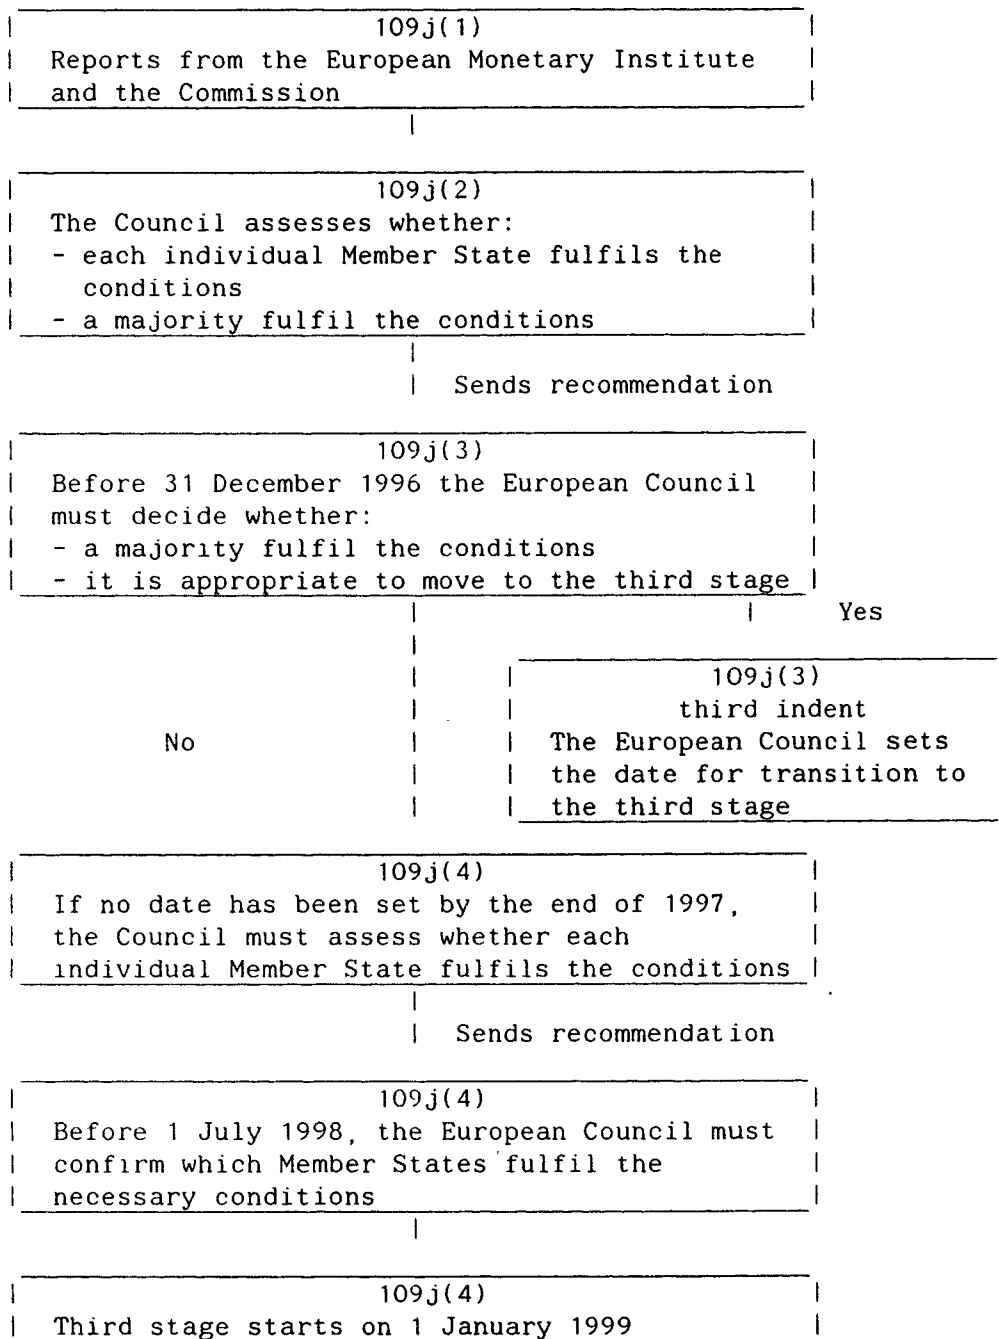 109j(1)
Reports from the European Monetary Institute
and the Commission
109j(2)
The Council assesses whether:
- each individual Member State fulfils the
conditions
- a majority fulfil the conditions
Sends recommendation
109j(3)
Before 31 December 1996 the European Council
must decide whether:
- a majority fulfil the conditions
- it is appropriate to move to the third stage
Yes
109j(3)
third indent
No
The European Council sets
the date for transition to
the third stage
109j(4)
If no date has been set by the end of 1997,
the Council must assess whether each
individual Member State fulfils the conditions
Sends recommendation
109j(4)
Before 1 July 1998, the European Council must
confirm which Member States fulfil the
necessary conditions
109j(4)
Third stage starts on 1 January 1999